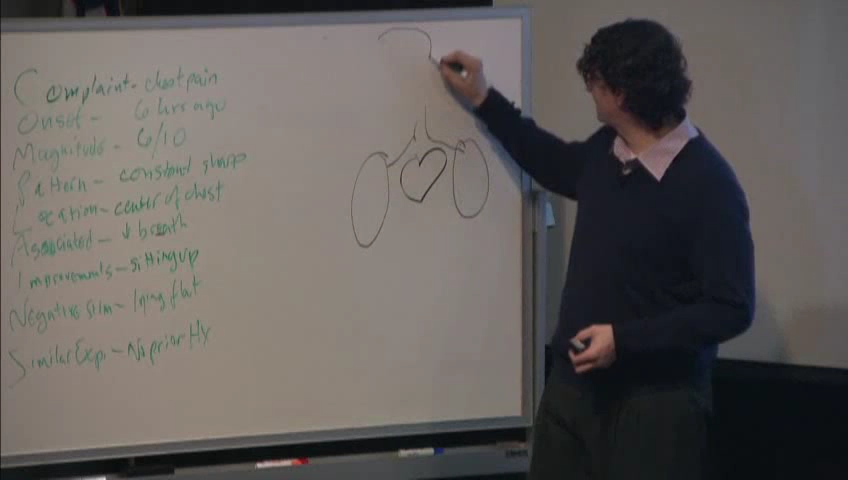 Complaint - chest pain
Onset - 6 hrs ago
Magnitude - 6/10
Pattern - constant sharp
Location - center of chest
Associated - ↓ breath
Improvements - sitting up
Negative stim - lying flat
Similar Exp. - No prior Hx